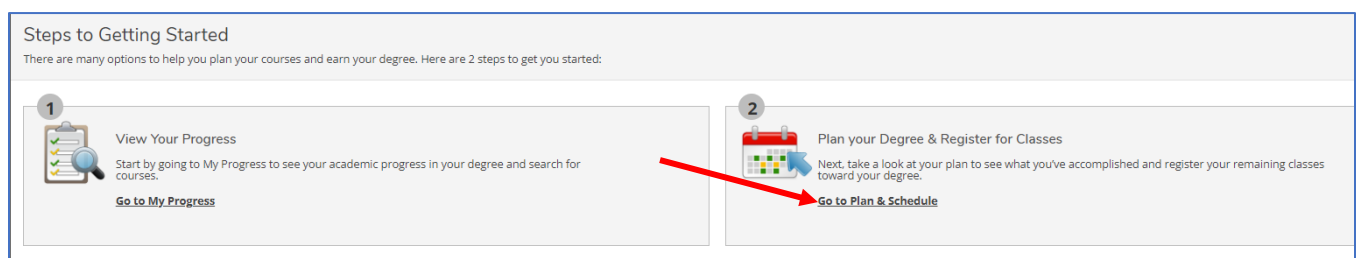 Steps to Getting Started
There are many options to help you plan your courses and earn your degree. Here are 2 steps to get you started:
1
View Your Progress
Start by going to My Progress to see your academic progress in your degree and search for
courses.
Go to My Progress
2
Plan your Degree & Register for Classes
Next, take a look at your plan to see what you've accomplished and register your remaining classes
toward your degree.
Go to Plan & Schedule